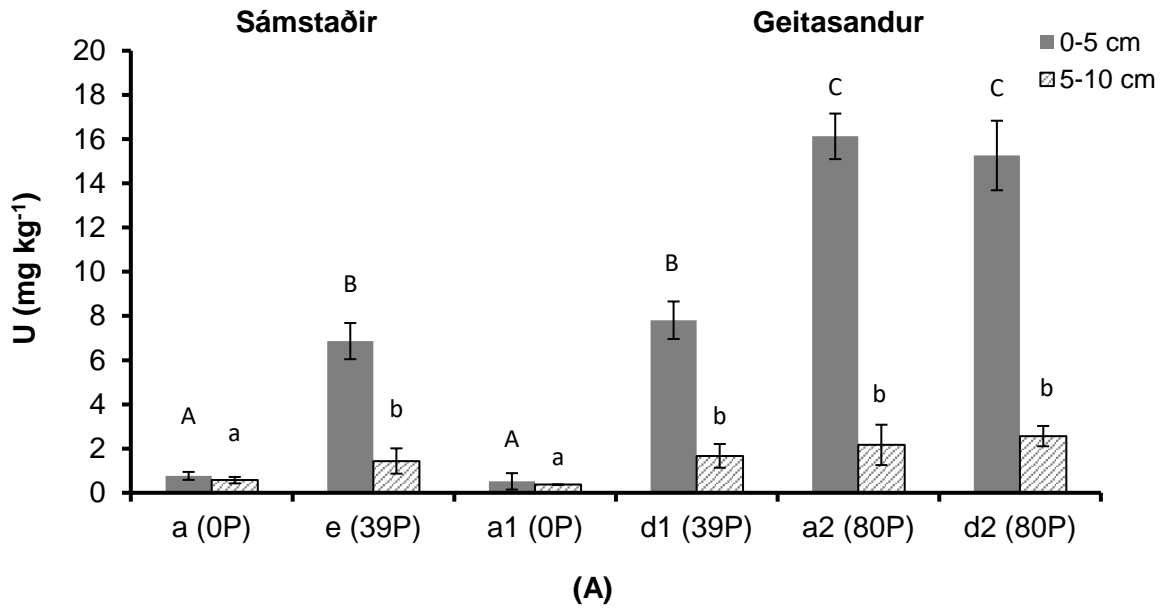 Sámstaðir
Geitasandur
0-5 cm
5-10 cm
U (mg kg-1)
20
18
16
14
12
10
8
6
4
2
0
A
a
B
b
A
a
B
b
C
b
C
b
a (0P)
e (39P)
a1 (0P)
d1 (39P)
a2 (80P)
d2 (80P)
(A)